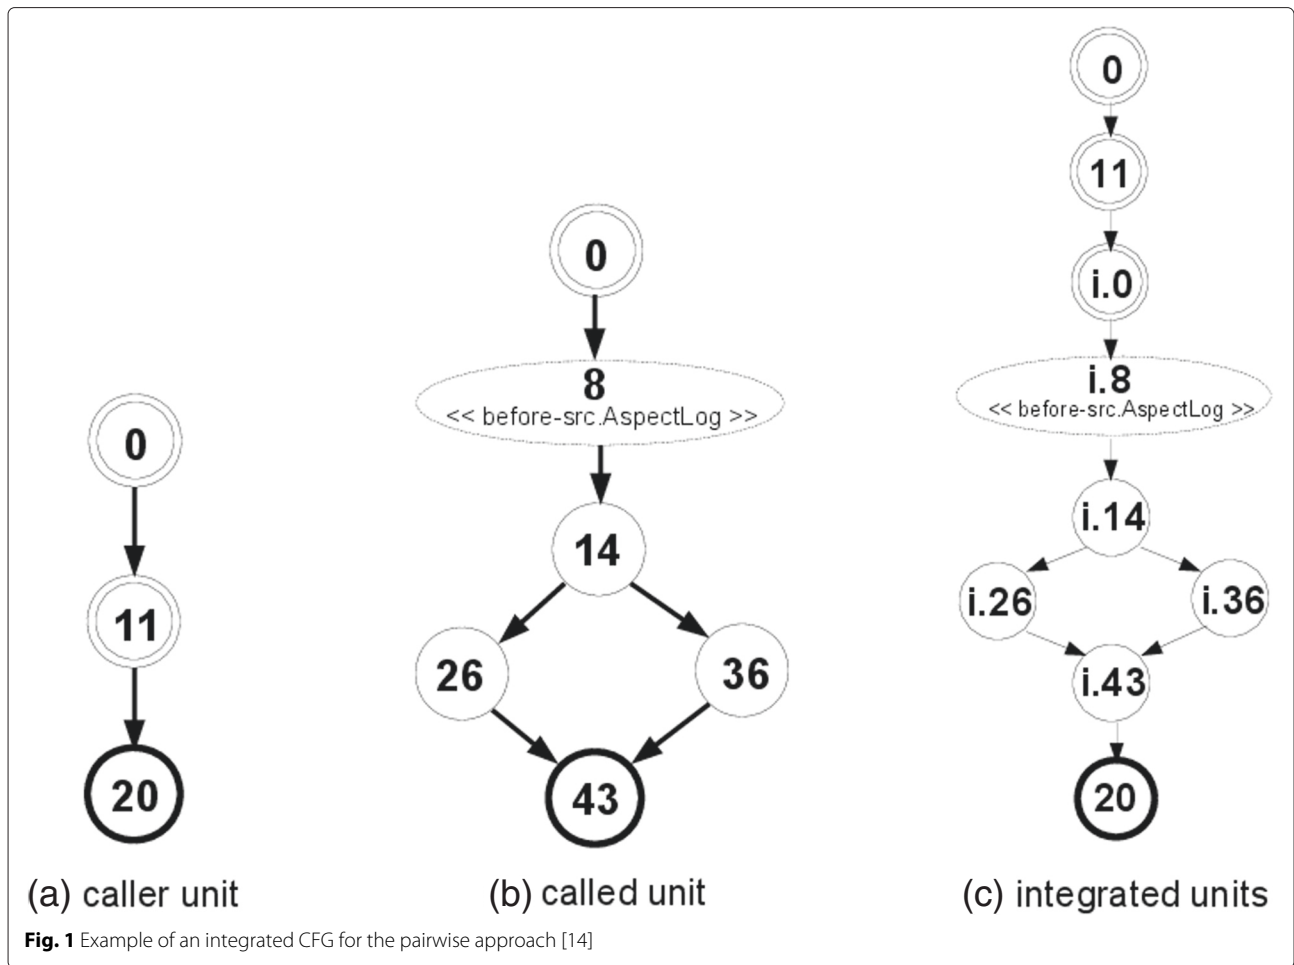 0
11
20
(a) caller unit
0
8
<< before-src.AspectLog >>
14
26
36
43
(b) called unit
0
11
i.0
i.8
<< before-src.AspectLog >>
i.14
i.26
i.36
i.43
20
(c) integrated units
Fig. 1 Example of an integrated CFG for the pairwise approach [14]